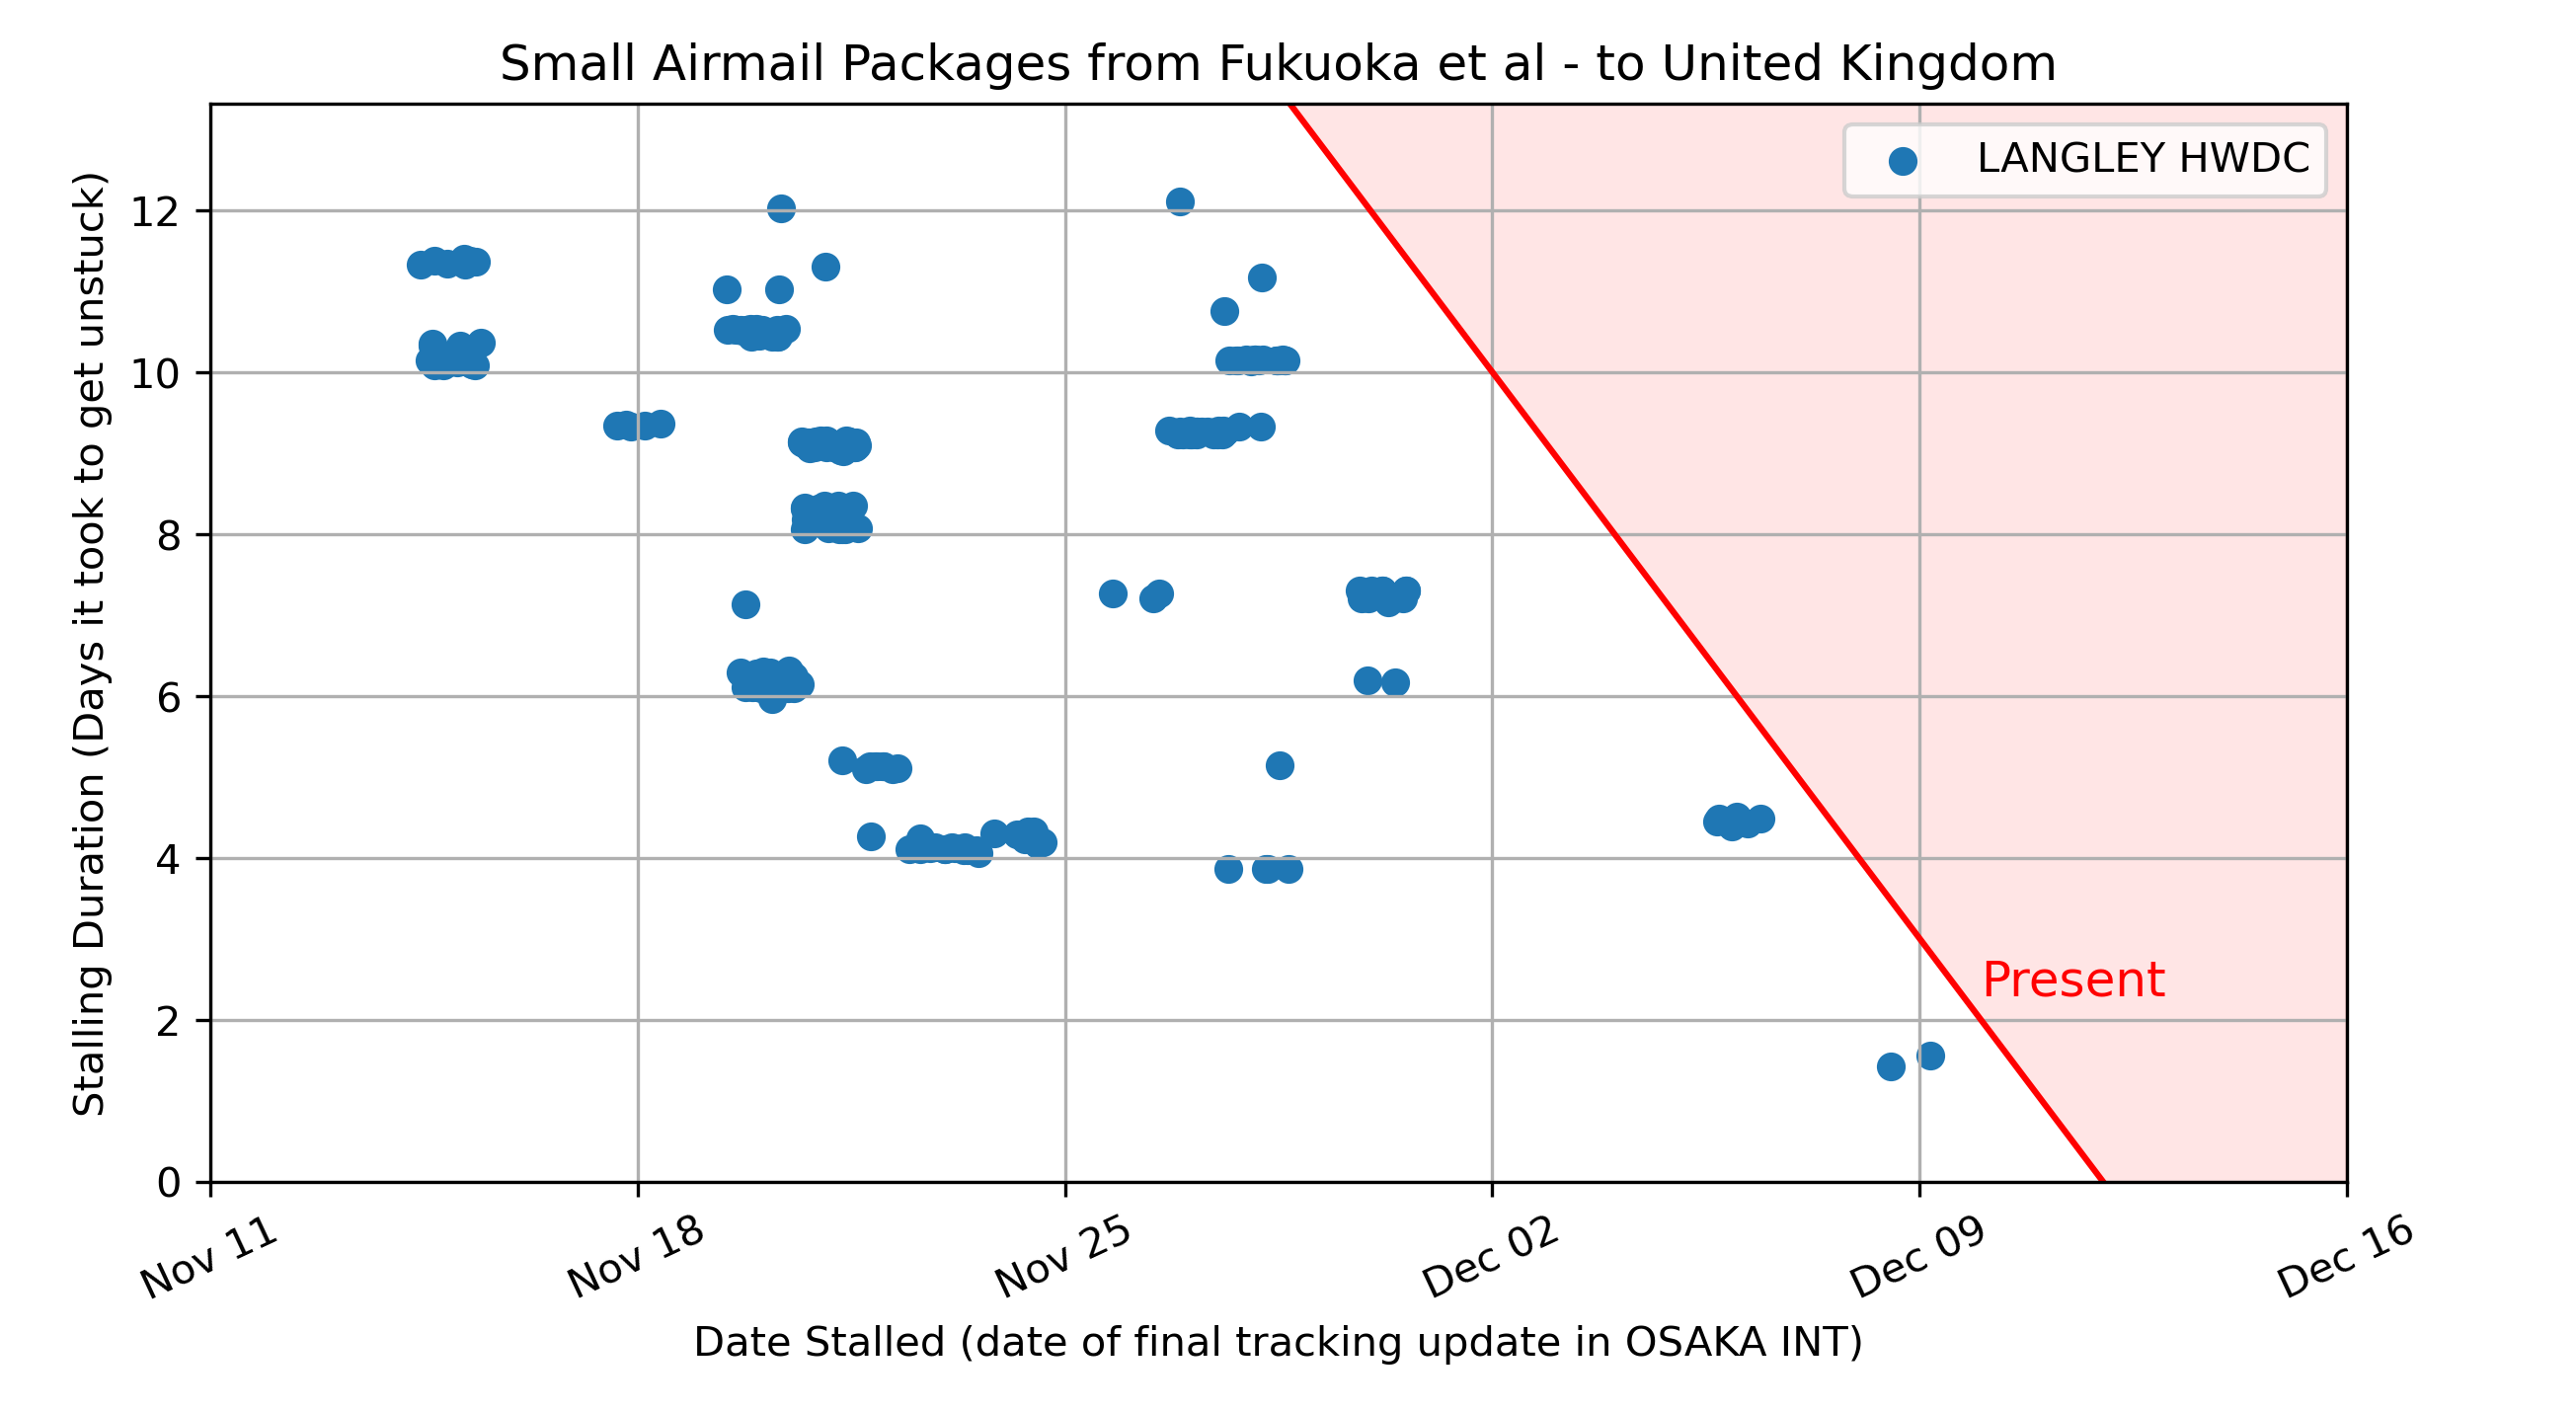 Small Airmail Packages from Fukuoka et al - to United Kingdom
LANGLEY HWDC
Stalling Duration (Days it took to get unstuck)
12
10
8
6
4
2
0
Present
Nov 11
Nov 18
Nov 25
Dec 02
Dec 09
Dec 16
Date Stalled (date of final tracking update in OSAKA INT)